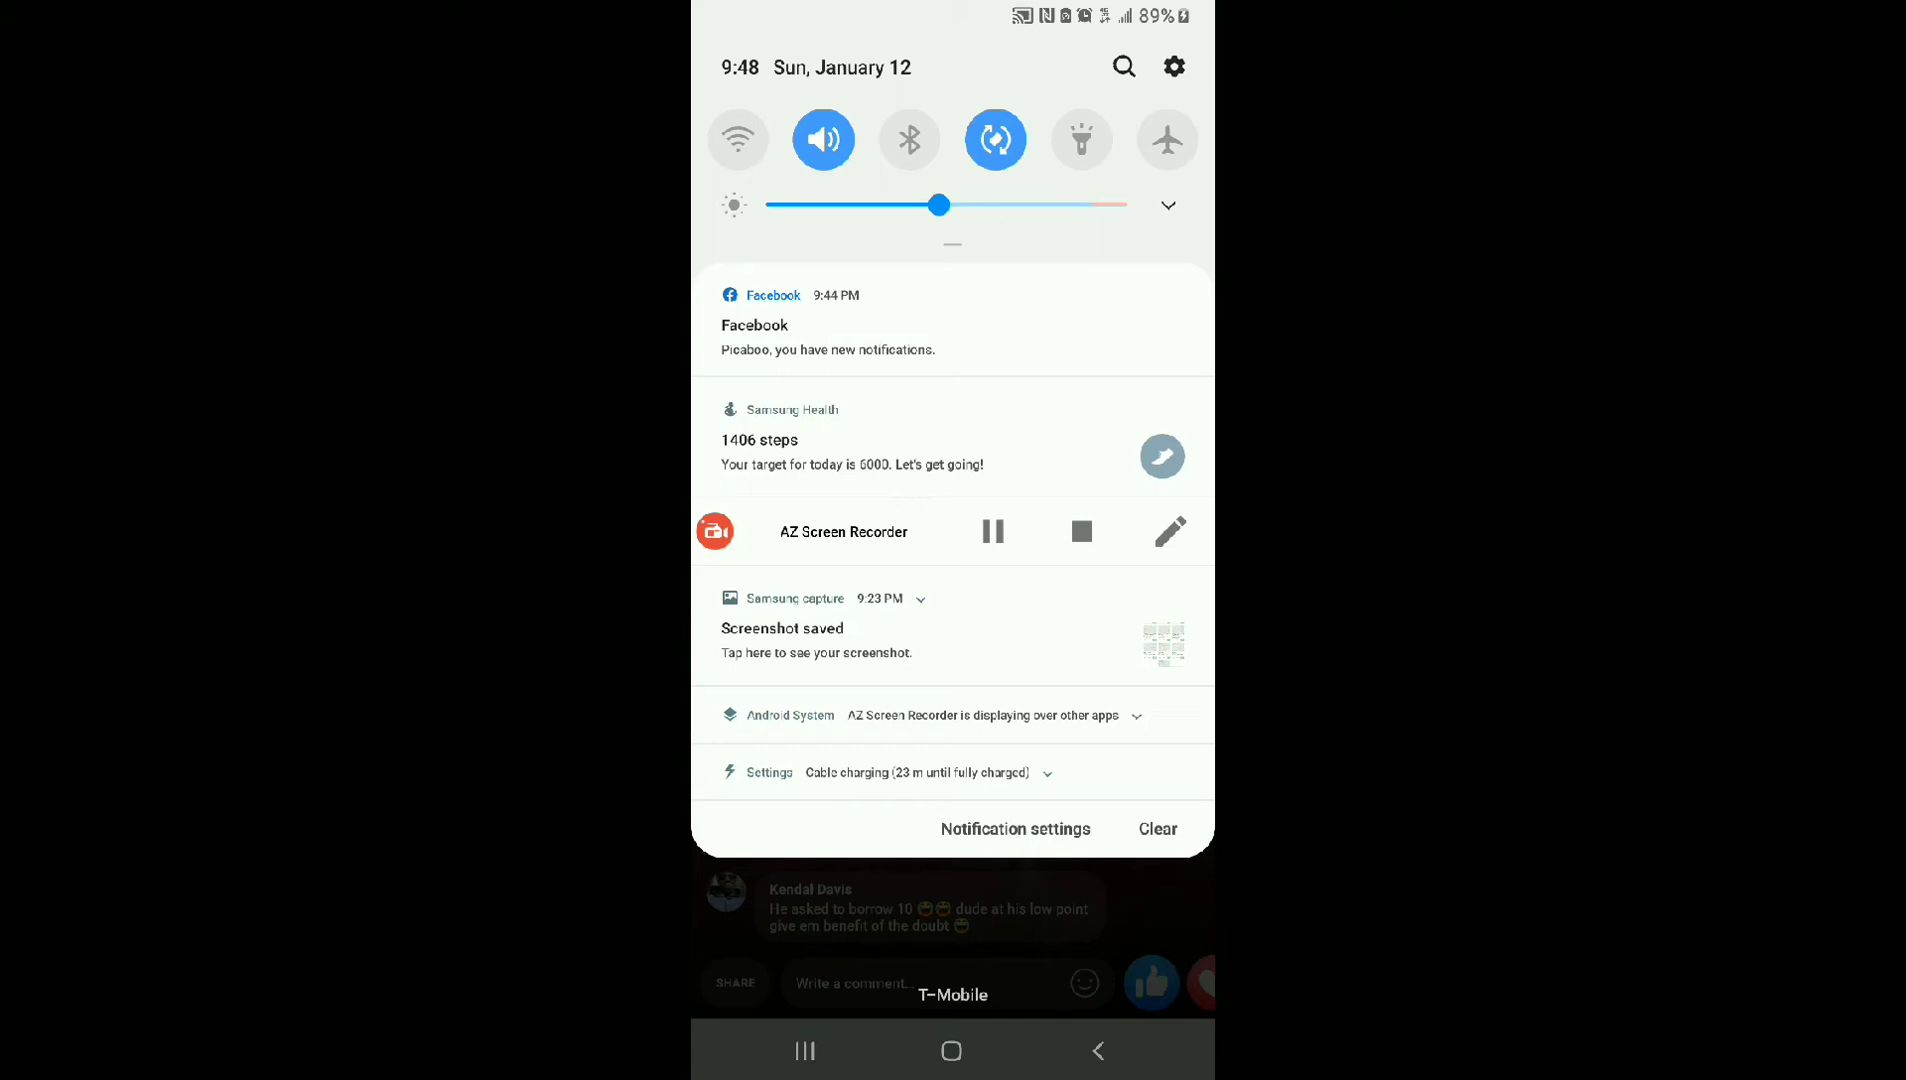 89%
9:48 Sun, January 12
Facebook 9:44 PM
Facebook
Picaboo, you have new notifications.
Samsung Health
1406 steps
Your target for today is 6000. Let's get going!
AZ Screen Recorder
Samsung capture 9:23 PM
Screenshot saved
Tap here to see your screenshot.
Android System AZ Screen Recorder is displaying over other apps
Settings Cable charging (23 m until fully charged)
Notification settings Clear
Kendal Davis
He asked to borrow 10 😂😂 dude at his low point
give em benefit of the doubt 😂
SHARE Write a comment...
T-Mobile